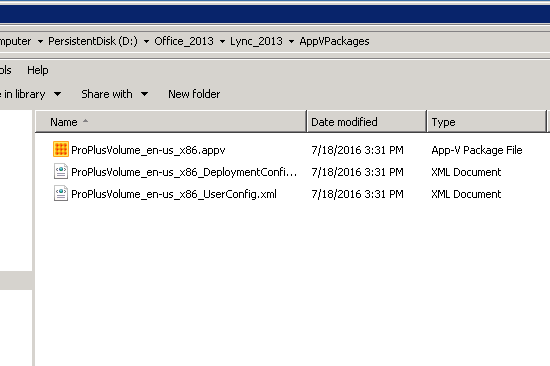 mputer ▾ PersistentDisk (D:) ▾ Office_2013 ▾ Lync_2013 ▾ AppVPackages
ols Help
e in library ▾ Share with ▾ New folder
Name Date modified Type
ProPlusVolume_en-us_x86.appv 7/18/2016 3:31 PM App-V Package File
ProPlusVolume_en-us_x86_DeploymentConfi... 7/18/2016 3:31 PM XML Document
ProPlusVolume_en-us_x86_UserConfig.xml 7/18/2016 3:31 PM XML Document